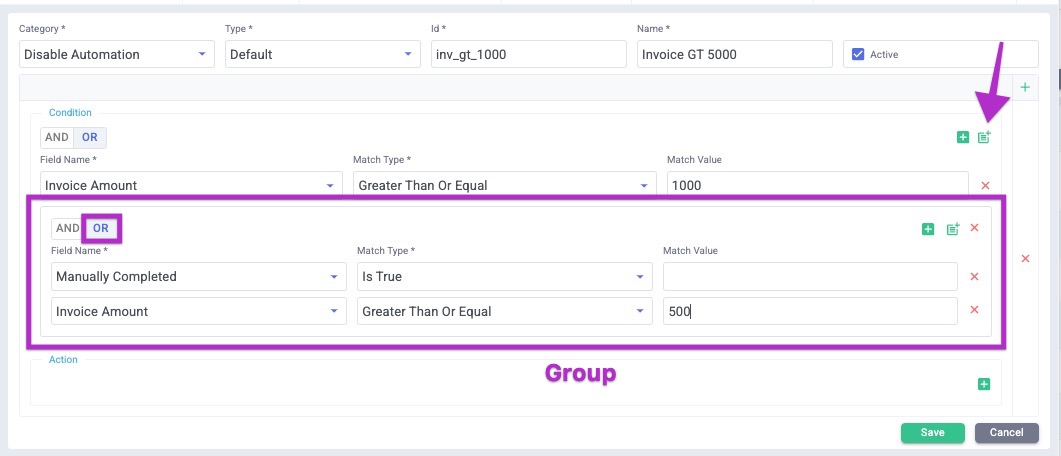 Category * Type * Id * Name *
Disable Automation Default inv_gt_1000 Invoice GT 5000 Active
Condition
AND OR
Field Name * Match Type * Match Value
Invoice Amount Greater Than Or Equal 1000
AND OR
Field Name * Match Type * Match Value
Manually Completed Is True
Invoice Amount Greater Than Or Equal 500
Action
Group
Save Cancel